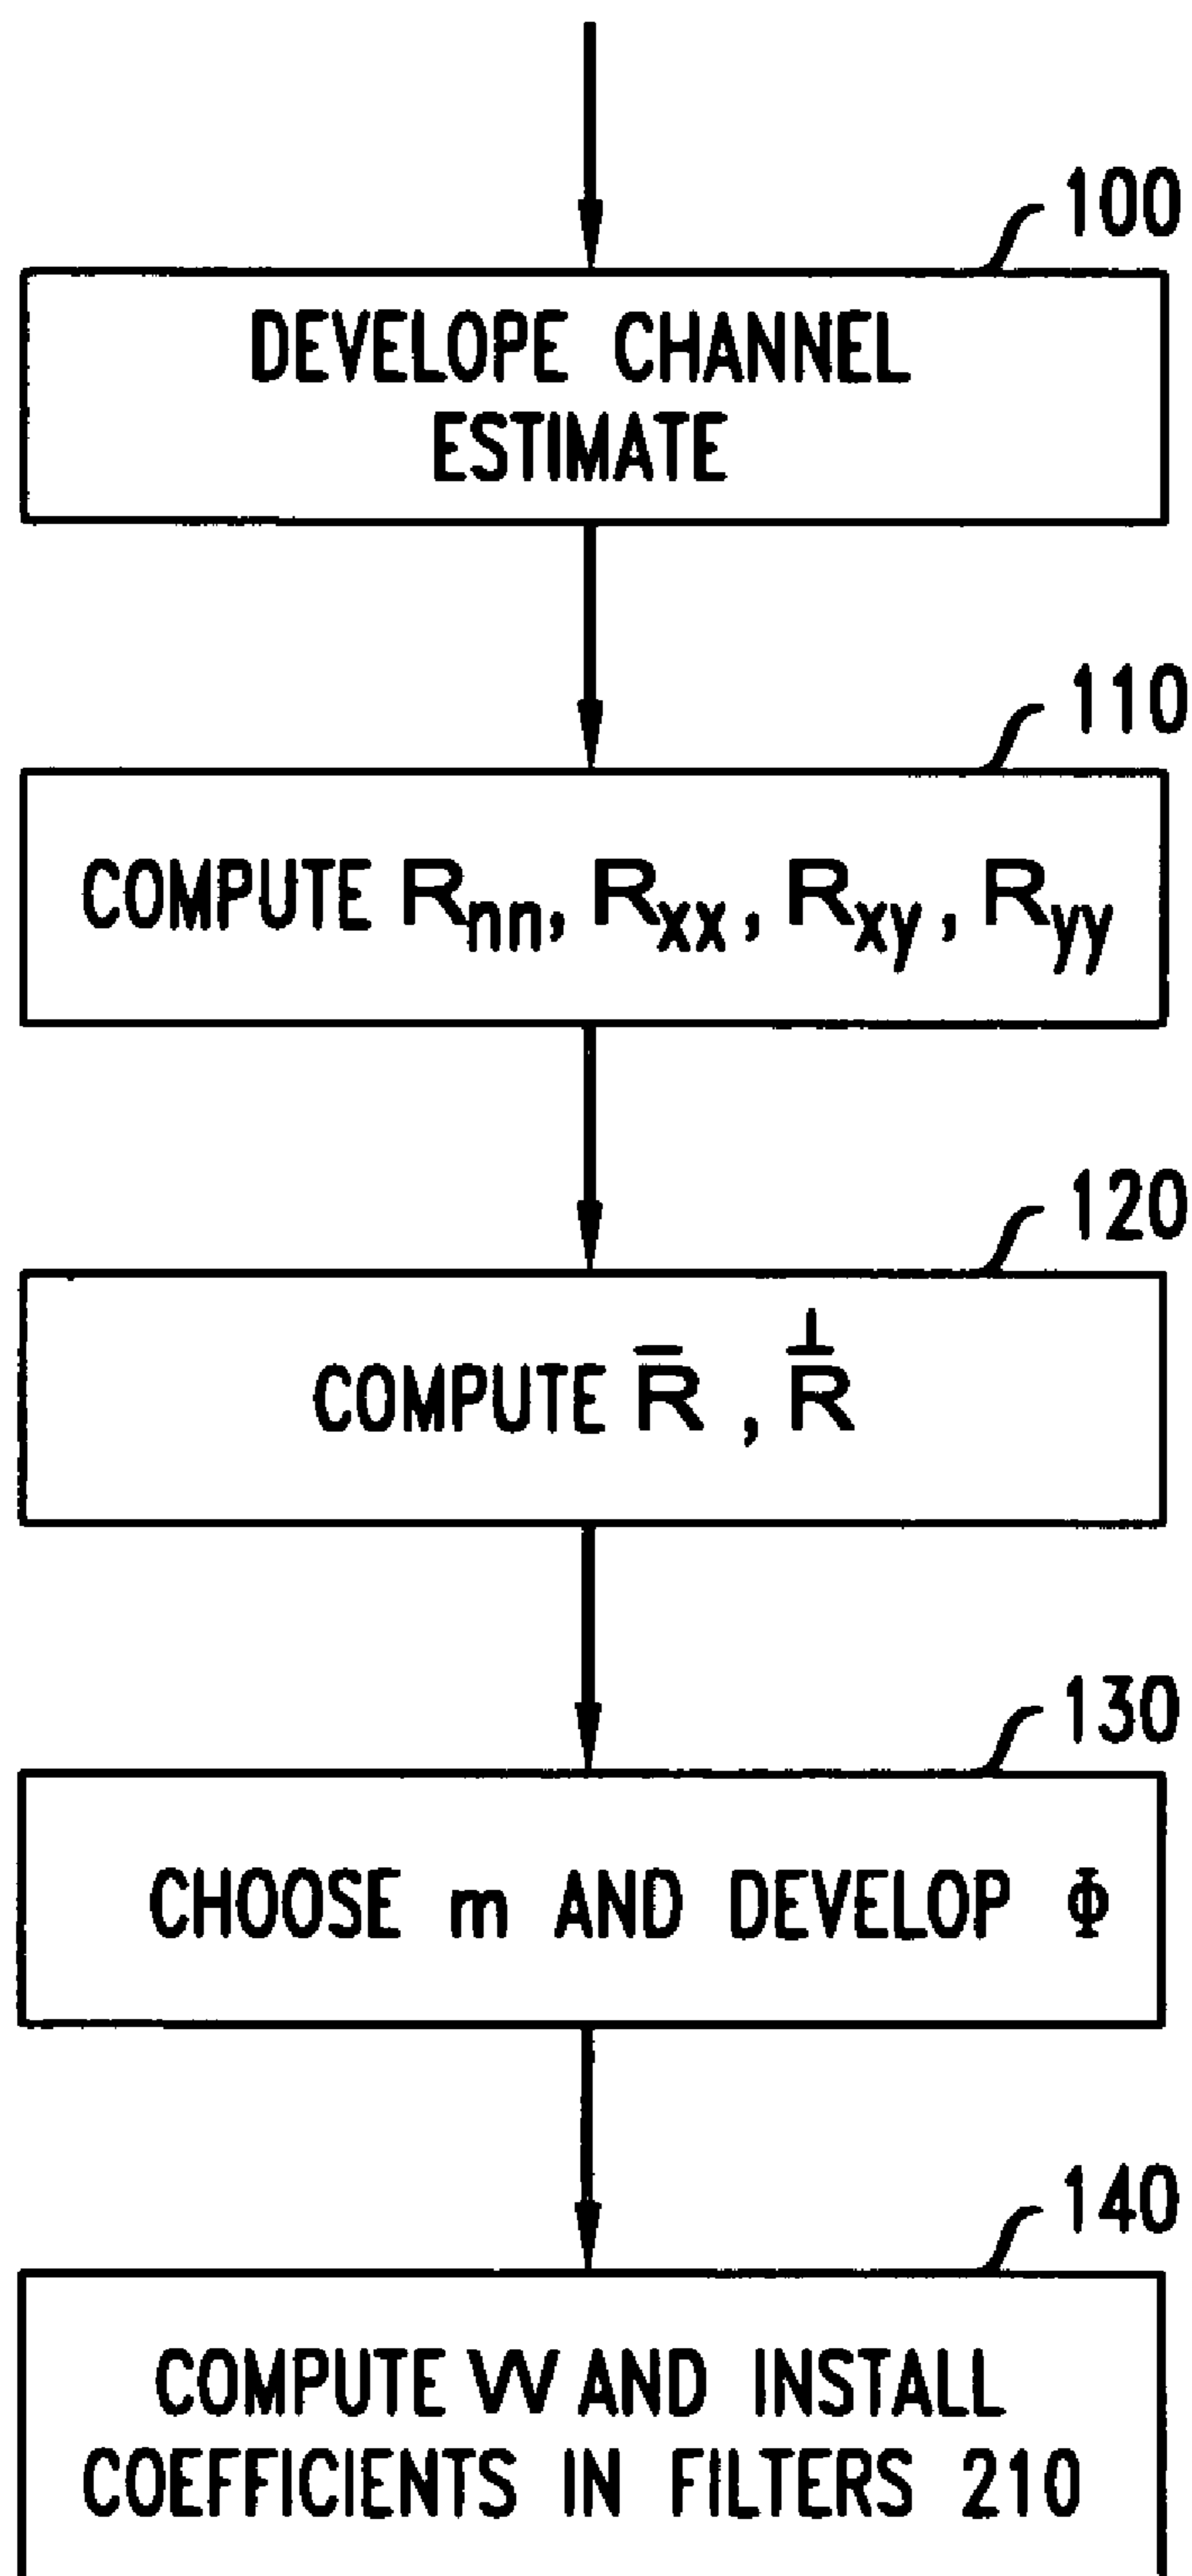 100
DEVELOPE CHANNEL
ESTIMATE
110
COMPUTE Rnn, Rxx, Rxy, Ryy
120
COMPUTE R̄, R̄⊥
130
CHOOSE m AND DEVELOP Φ
140
COMPUTE W AND INSTALL
COEFFICIENTS IN FILTERS 210